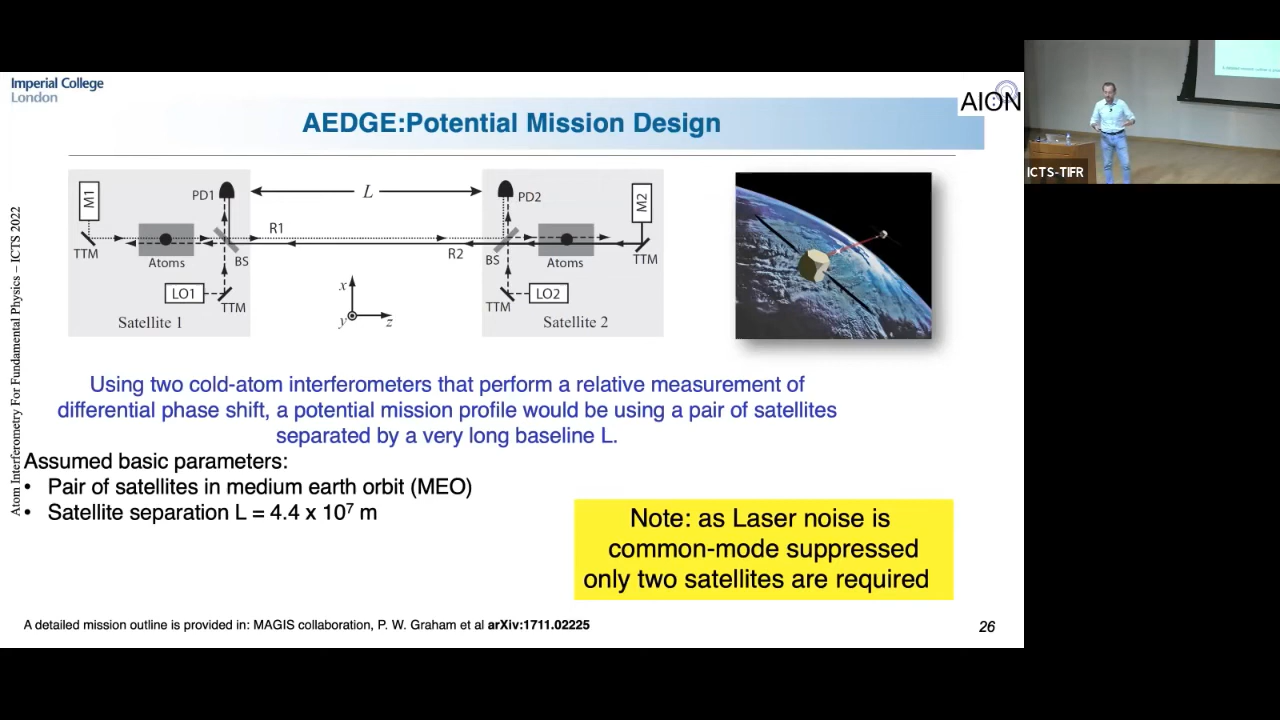 Imperial College
London
AION
AEDGE:Potential Mission Design
ICTS-TIFR
Atom Interferometry For Fundamental Physics – ICTS 2022
M1
PD1
L
PD2
M2
R1
R2
TTM
Atoms
BS
BS
Atoms
TTM
LO1
TTM
x
y
z
TTM
LO2
Satellite 1
Satellite 2
Using two cold-atom interferometers that perform a relative measurement of
differential phase shift, a potential mission profile would be using a pair of satellites
separated by a very long baseline L.
Assumed basic parameters:
• Pair of satellites in medium earth orbit (MEO)
• Satellite separation L = 4.4 x 10⁷ m
Note: as Laser noise is
common-mode suppressed
only two satellites are required
A detailed mission outline is provided in: MAGIS collaboration, P. W. Graham et al arXiv:1711.02225
26